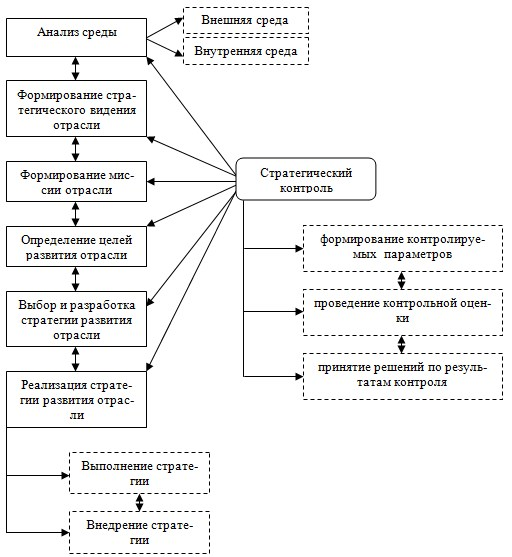 Анализ среды
Внешняя среда
Внутренняя среда
Формирование стра-
тегического видения
отрасли
Формирование мис-
сии отрасли
Стратегический
контроль
Определение целей
развития отрасли
формирование контролируе-
мых параметров
Выбор и разработка
стратегии развития
отрасли
проведение контрольной оцен-
ки
Реализация страте-
гии развития отрас-
ли
принятие решений по резуль-
татам контроля
Выполнение страте-
гии
Внедрение страте-
гии